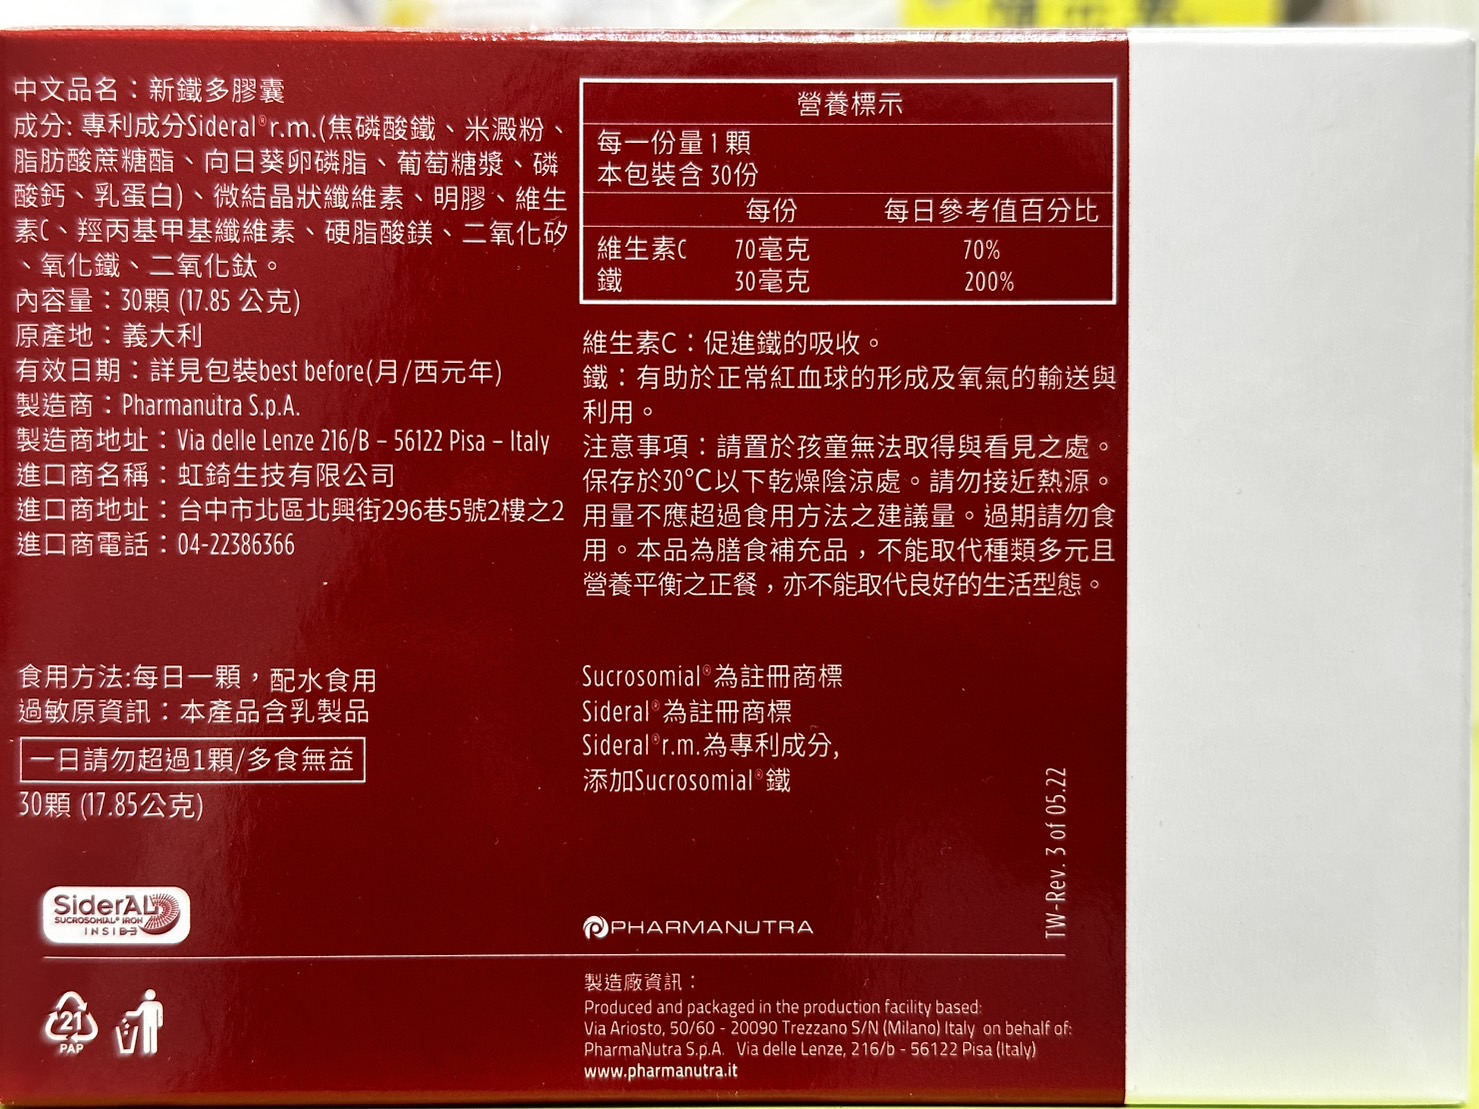 中文品名：新鐵多膠囊
成分: 專利成分Sideral®r.m.(焦磷酸鐵、米澱粉、
脂肪酸蔗糖酯、向日葵卵磷脂、葡萄糖漿、磷
酸鈣、乳蛋白)、微結晶狀纖維素、明膠、維生
素C、羥丙基甲基纖維素、硬脂酸鎂、二氧化矽
、氧化鐵、二氧化鈦。
內容量：30顆 (17.85 公克)
原產地：義大利
有效日期：詳見包裝best before(月/西元年)
製造商：Pharmanutra S.p.A.
製造商地址：Via delle Lenze 216/B – 56122 Pisa – Italy
進口商名稱：虹錡生技有限公司
進口商地址：台中市北區北興街296巷5號2樓之2
進口商電話：04-22386366
食用方法:每日一顆，配水食用
過敏原資訊：本產品含乳製品
一日請勿超過1顆/多食無益
30顆 (17.85公克)
SiderAL
SUCROSOMIAL® IRON
INSIDE
21
PAP
營養標示
每一份量1顆
本包裝含 30份
每份 每日參考值百分比
維生素C 70毫克 70%
鐵 30毫克 200%
維生素C：促進鐵的吸收。
鐵：有助於正常紅血球的形成及氧氣的輸送與
利用。
注意事項：請置於孩童無法取得與看見之處。
保存於30°C以下乾燥陰涼處。請勿接近熱源。
用量不應超過食用方法之建議量。過期請勿食
用。本品為膳食補充品，不能取代種類多元且
營養平衡之正餐，亦不能取代良好的生活型態。
Sucrosomial®為註冊商標
Sideral®為註冊商標
Sideral®r.m.為專利成分,
添加Sucrosomial®鐵
TW-Rev. 3 of 05.22
PHARMANUTRA
製造廠資訊：
Produced and packaged in the production facility based:
Via Ariosto, 50/60 - 20090 Trezzano S/N (Milano) Italy on behalf of:
PharmaNutra S.p.A. Via delle Lenze, 216/b - 56122 Pisa (Italy)
www.pharmanutra.it